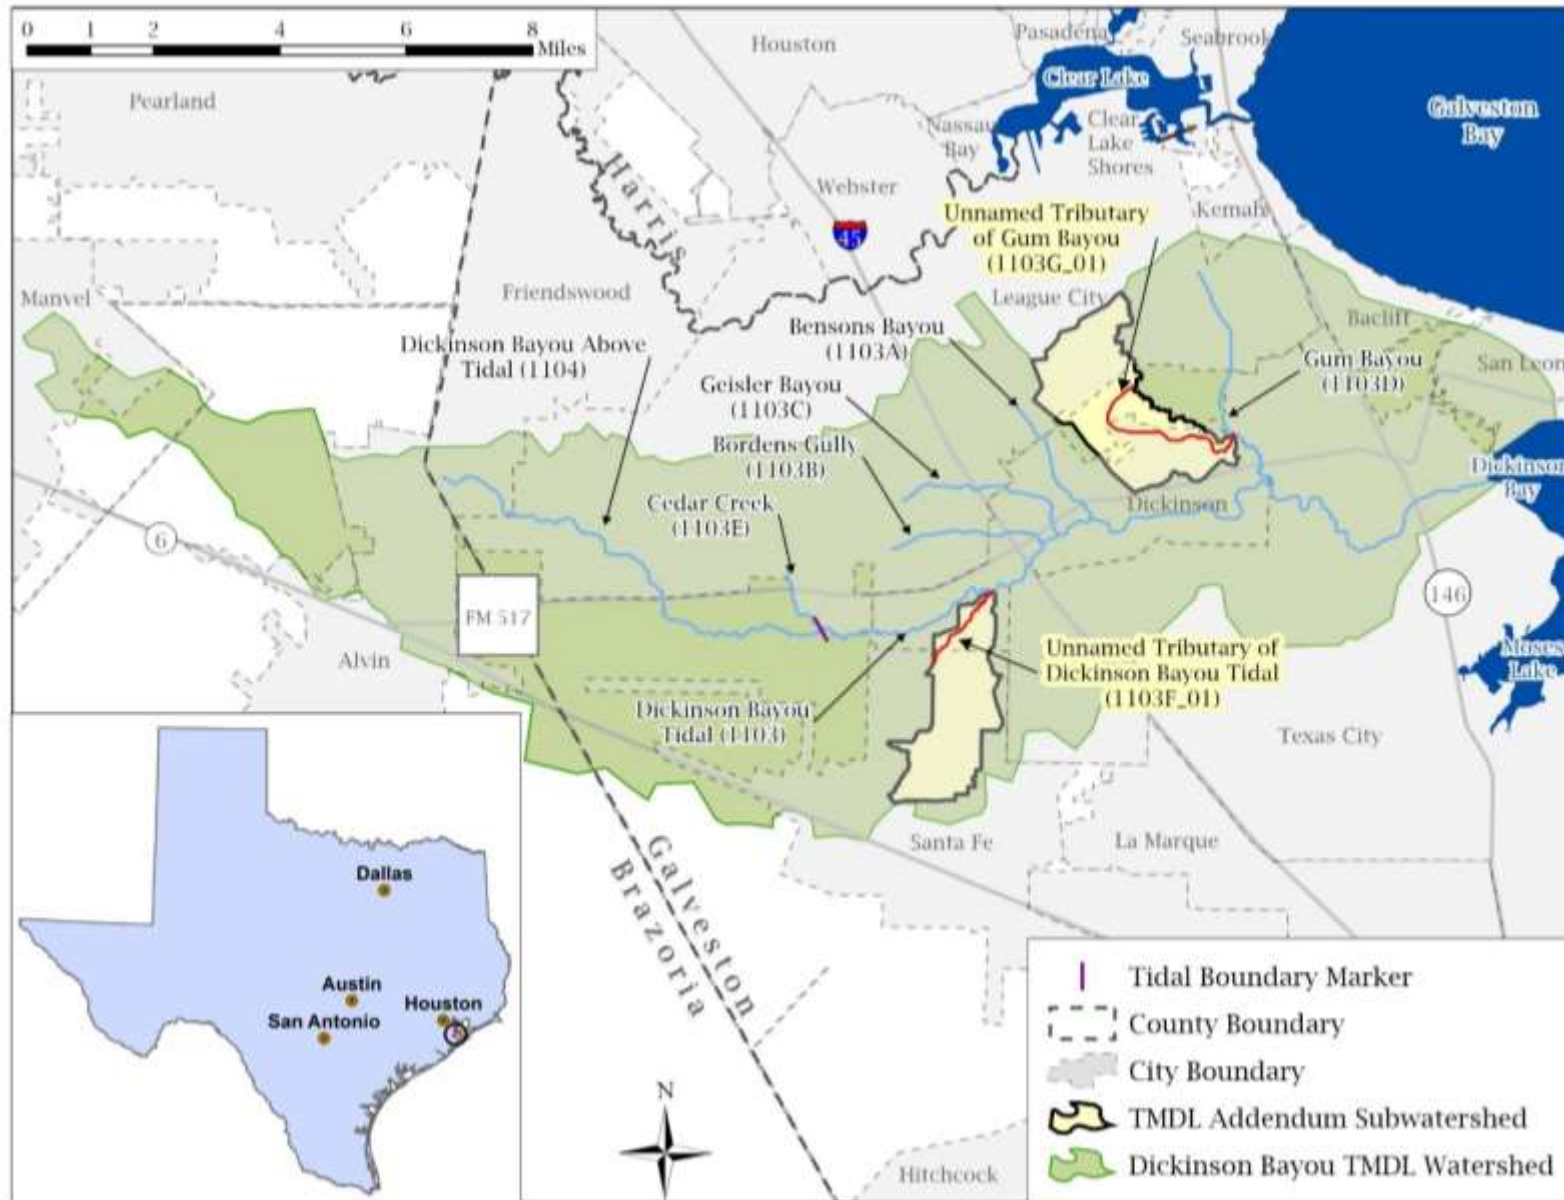 0 1 2 4 6 8
Miles
Houston
Pasadena
Seabrook
Pearland
Clear Lake
Galveston
Bay
Nassau
Bay
Clear
Lake
Shores
Harris
Webster
Kemah
45
Unnamed Tributary
of Gum Bayou
(1103G_01)
Manvel
Friendswood
League City
Bacliff
Bensons Bayou
(1103A)
Dickinson Bayou Above
Tidal (1104)
Gum Bayou
(1103D)
San Leon
Geisler Bayou
(1103C)
Bordens Gully
(1103B)
Dickinson
Bay
Cedar Creek
(1103E)
Dickinson
6
146
FM 517
Alvin
Unnamed Tributary of
Dickinson Bayou Tidal
(1103F_01)
Moses
Lake
Dickinson Bayou
Tidal (1103)
Texas City
Santa Fe
La Marque
Galveston
Brazoria
Dallas
Austin
Houston
San Antonio
N
Hitchcock
Tidal Boundary Marker
County Boundary
City Boundary
TMDL Addendum Subwatershed
Dickinson Bayou TMDL Watershed